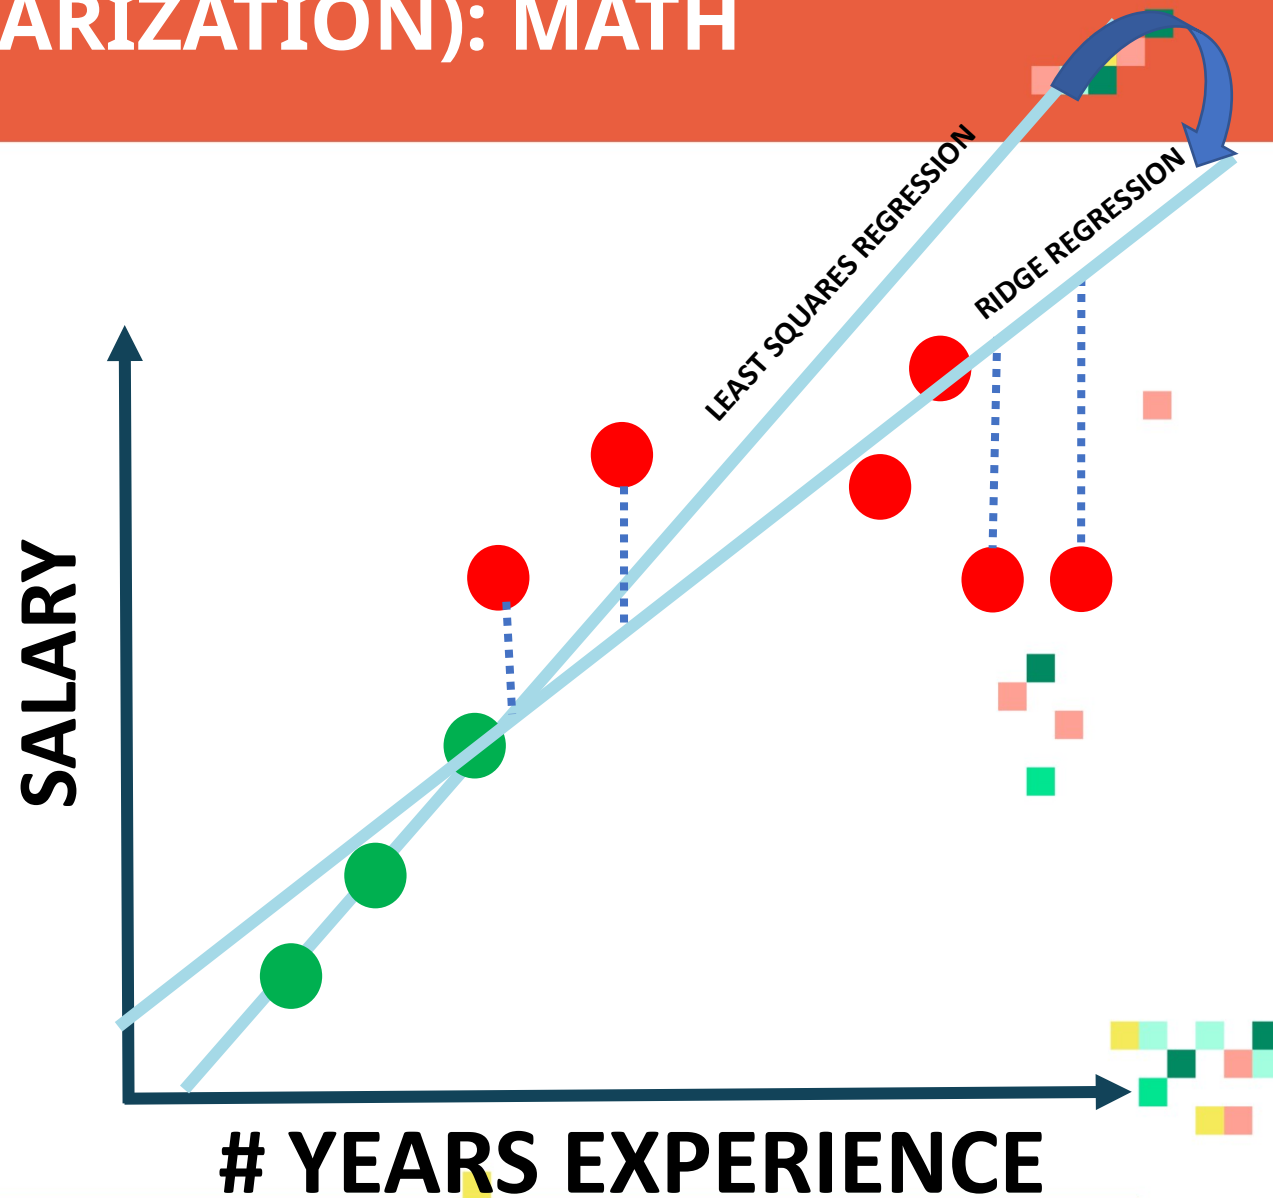 ARIZATION): MATH
LEAST SQUARES REGRESSION
RIDGE REGRESSION
SALARY
# YEARS EXPERIENCE